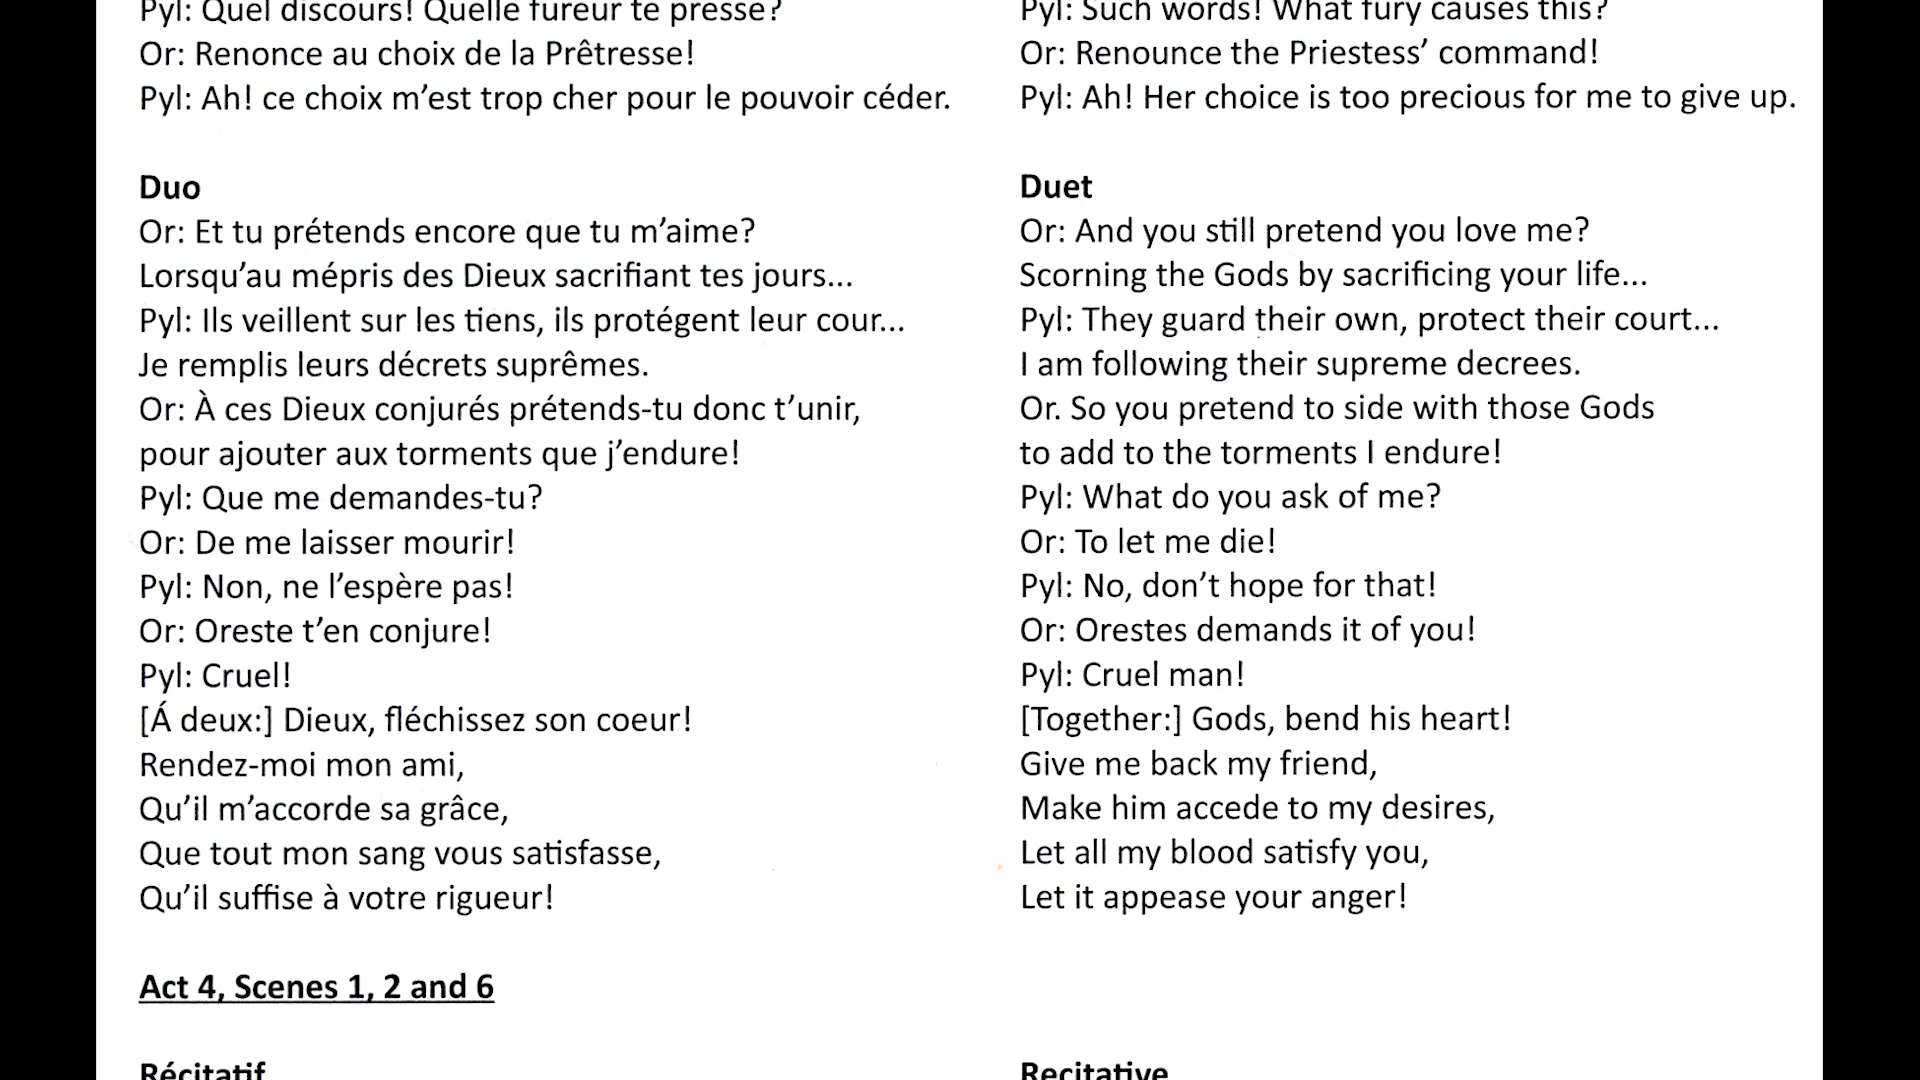 Pyl: Quel discours! Quelle fureur te presse?
Or: Renonce au choix de la Prêtresse!
Pyl: Ah! ce choix m’est trop cher pour le pouvoir céder.
Duo
Or: Et tu prétends encore que tu m’aime?
Lorsqu’au mépris des Dieux sacrifiant tes jours...
Pyl: Ils veillent sur les tiens, ils protégent leur cour...
Je remplis leurs décrets suprêmes.
Or: À ces Dieux conjurés prétends-tu donc t’unir,
pour ajouter aux torments que j’endure!
Pyl: Que me demandes-tu?
Or: De me laisser mourir!
Pyl: Non, ne l’espère pas!
Or: Oreste t’en conjure!
Pyl: Cruel!
[Á deux:] Dieux, fléchissez son coeur!
Rendez-moi mon ami,
Qu’il m’accorde sa grâce,
Que tout mon sang vous satisfasse,
Qu’il suffise à votre rigueur!
Act 4, Scenes 1, 2 and 6
Récitatif
Pyl: Such words! What fury causes this?
Or: Renounce the Priestess’ command!
Pyl: Ah! Her choice is too precious for me to give up.
Duet
Or: And you still pretend you love me?
Scorning the Gods by sacrificing your life...
Pyl: They guard their own, protect their court...
I am following their supreme decrees.
Or. So you pretend to side with those Gods
to add to the torments I endure!
Pyl: What do you ask of me?
Or: To let me die!
Pyl: No, don’t hope for that!
Or: Orestes demands it of you!
Pyl: Cruel man!
[Together:] Gods, bend his heart!
Give me back my friend,
Make him accede to my desires,
Let all my blood satisfy you,
Let it appease your anger!
Recitative